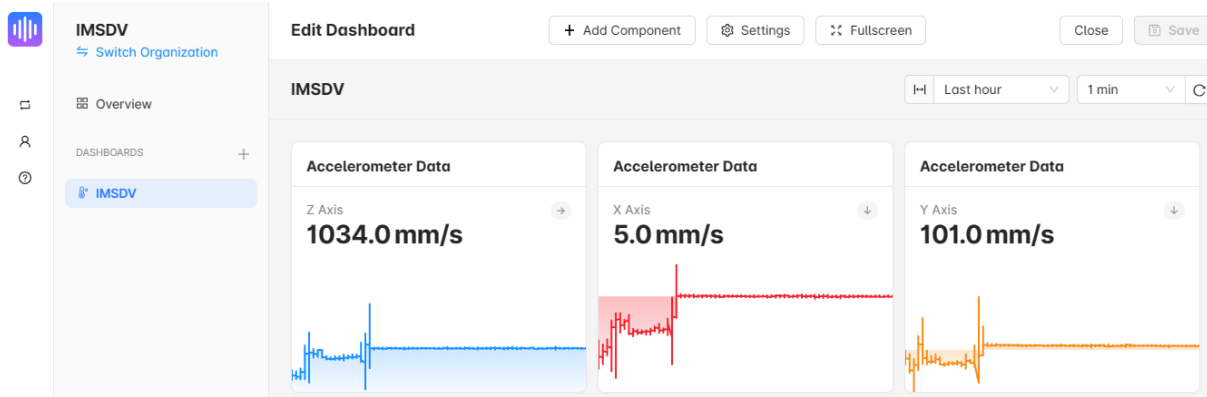 IMSDV
Switch Organization
Overview
DASHBOARDS
IMSDV
Edit Dashboard
Add Component
Settings
Fullscreen
Close
Save
IMSDV
Last hour
1 min
Accelerometer Data
Z Axis
1034.0 mm/s
Accelerometer Data
X Axis
5.0 mm/s
Accelerometer Data
Y Axis
101.0 mm/s